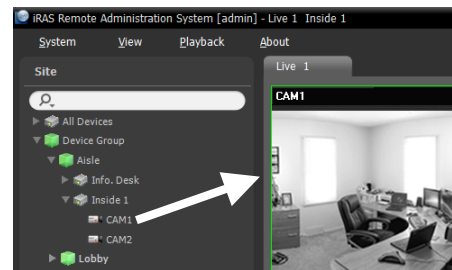 iRAS Remote Administration System [admin] - Live 1 Inside 1
System View Playback About
Site
Live 1
CAM1
All Devices
Device Group
Aisle
Info. Desk
Inside 1
CAM1
CAM2
Lobby